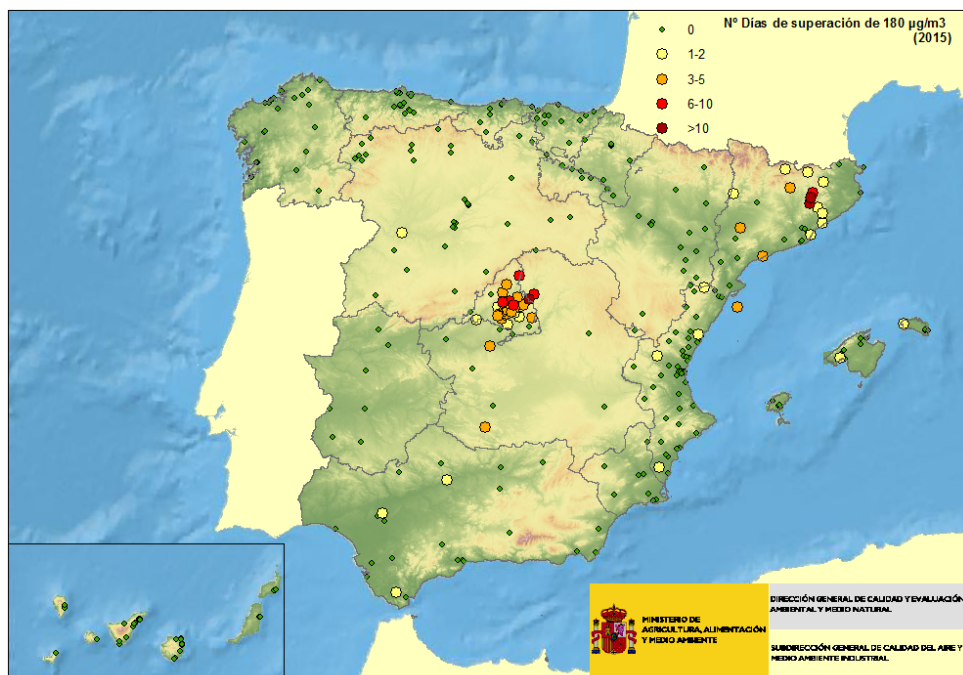 Nº Días de superación de 180 µg/m3
(2015)
0
1-2
3-5
6-10
>10
MINISTERIO DE
AGRICULTURA, ALIMENTACIÓN
Y MEDIO AMBIENTE
DIRECCIÓN GENERAL DE CALIDAD Y EVALUACIÓN
AMBIENTAL Y MEDIO NATURAL
SUBDIRECCIÓN GENERAL DE CALIDAD DEL AIRE Y
MEDIO AMBIENTE INDUSTRIAL